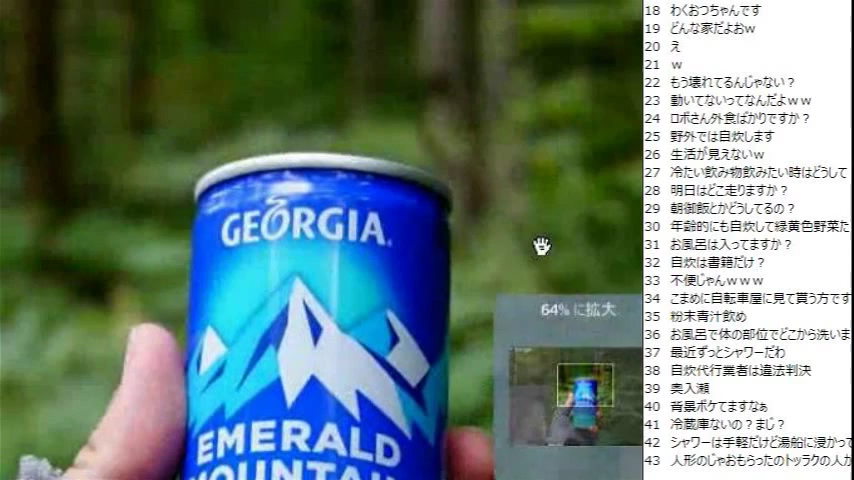 GEORGIA
EMERALD
MOUNTAIN
64% に拡大
18 わくおつちゃんです
19 どんな家だよおｗ
20 え
21 ｗ
22 もう壊れてるんじゃない？
23 動いてないってなんだよｗｗ
24 ロボさん外食ばかりですか？
25 野外では自炊します
26 生活が見えないｗ
27 冷たい飲み物飲みたい時はどうして
28 明日はどこ走りますか？
29 朝御飯とかどうしてるの？
30 年齢的にも自炊して緑黄色野菜た
31 お風呂は入ってますか？
32 自炊は書籍だけ？
33 不便じゃんｗｗｗ
34 こまめに自転車屋に見て貰う方です
35 粉末青汁飲め
36 お風呂で体の部位でどこから洗いま
37 最近ずっとシャワーだわ
38 自炊代行業者は違法判決
39 奥入瀬
40 背景ボケてますなぁ
41 冷蔵庫ないの？まじ？
42 シャワーは手軽だけど湯船に浸かって
43 人形のじゃおもらったのトッラクの人が